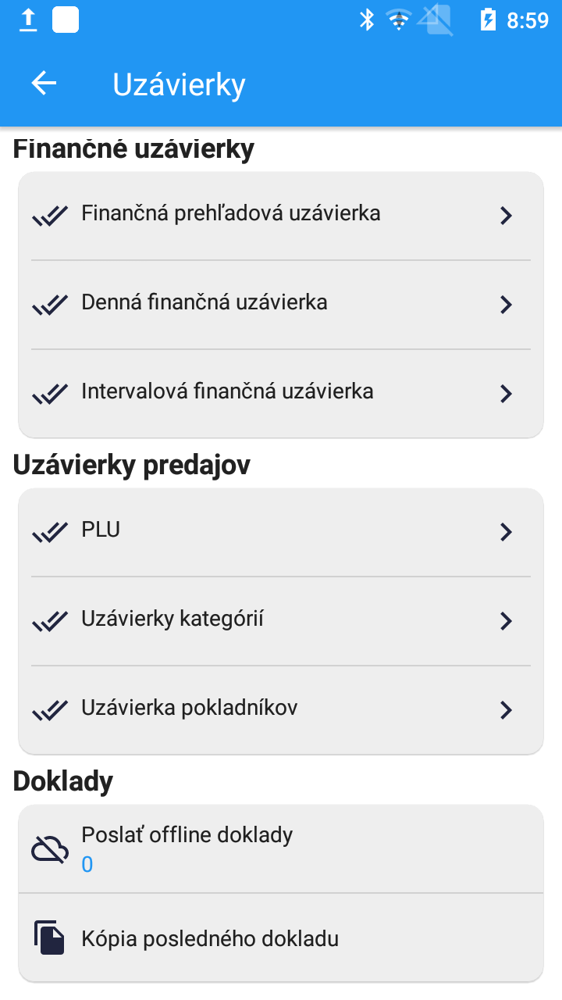 8:59
Uzávierky
Finančné uzávierky
Finančná prehľadová uzávierka
Denná finančná uzávierka
Intervalová finančná uzávierka
Uzávierky predajov
PLU
Uzávierky kategórií
Uzávierka pokladníkov
Doklady
Poslať offline doklady
0
Kópia posledného dokladu